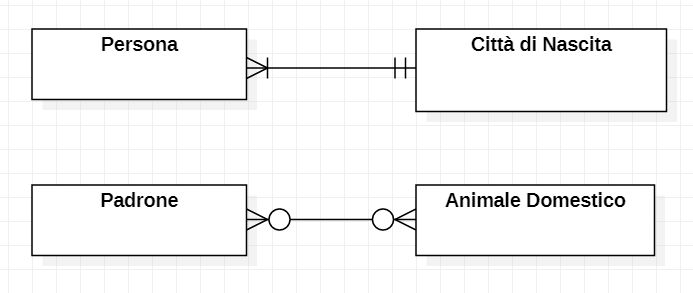 Persona
Città di Nascita
Padrone
Animale Domestico